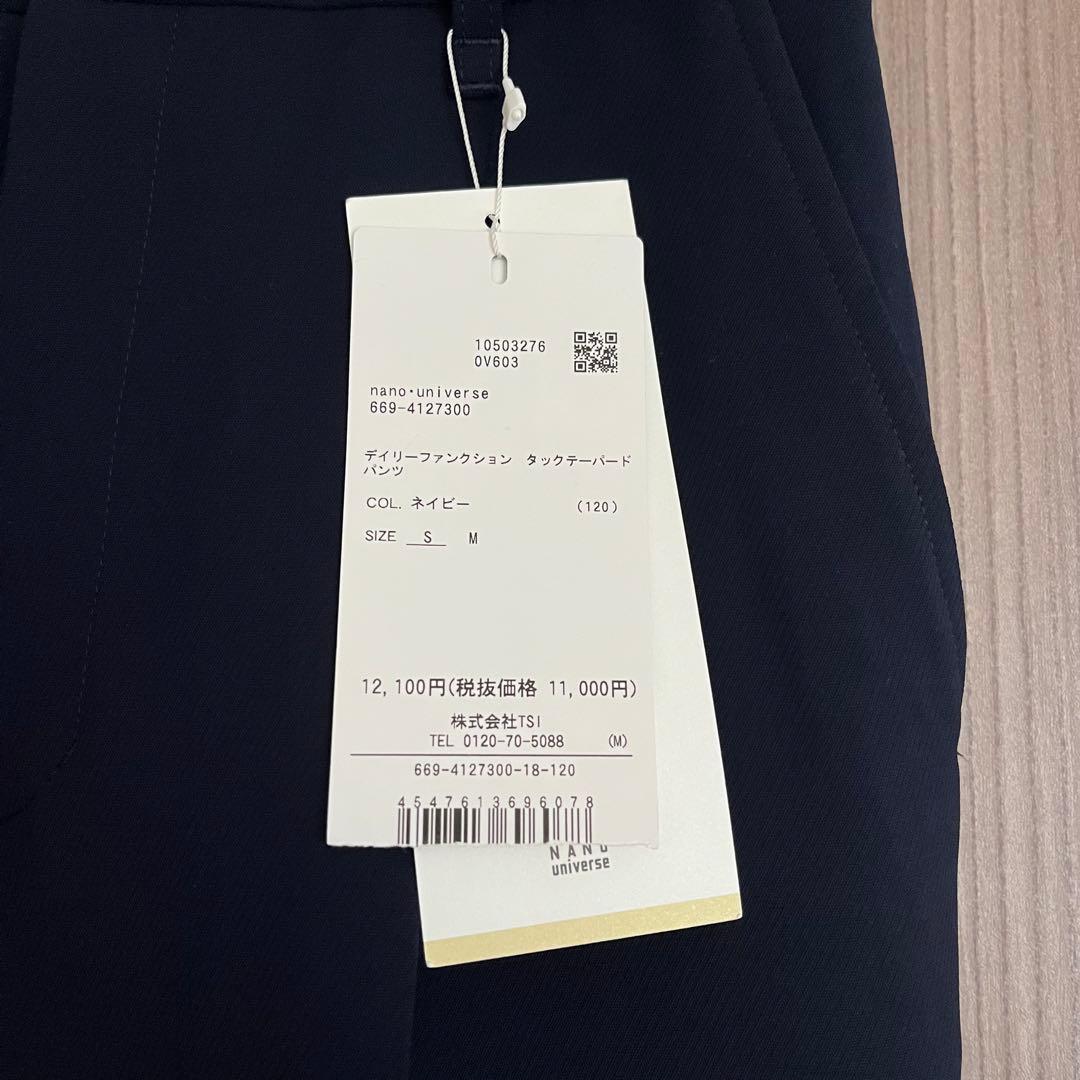 10503276
0V603
nano・universe
669-4127300
デイリーファンクション　タックテーパード
パンツ
COL. ネイビー　(120)
SIZE　S　M
12,100円(税抜価格 11,000円)
株式会社TSI
TEL 0120-70-5088　(M)
669-4127300-18-120
4547613696078
NANO
universe